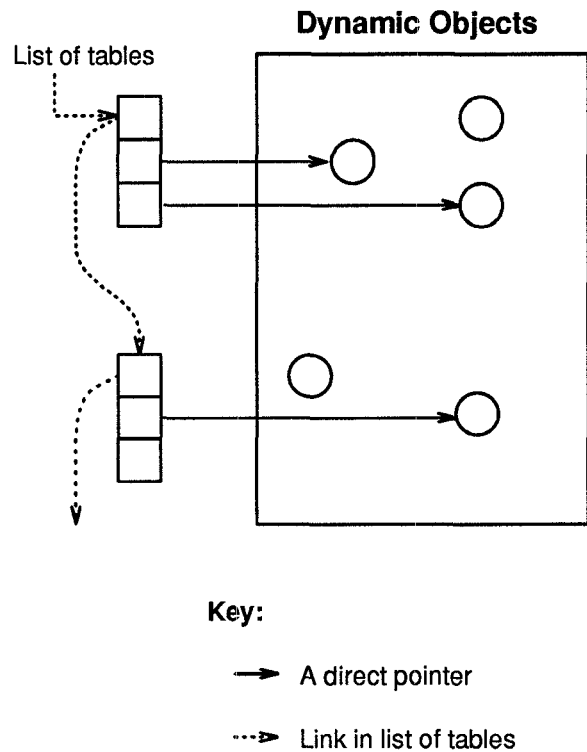 Dynamic Objects
List of tables
Key:
A direct pointer
Link in list of tables